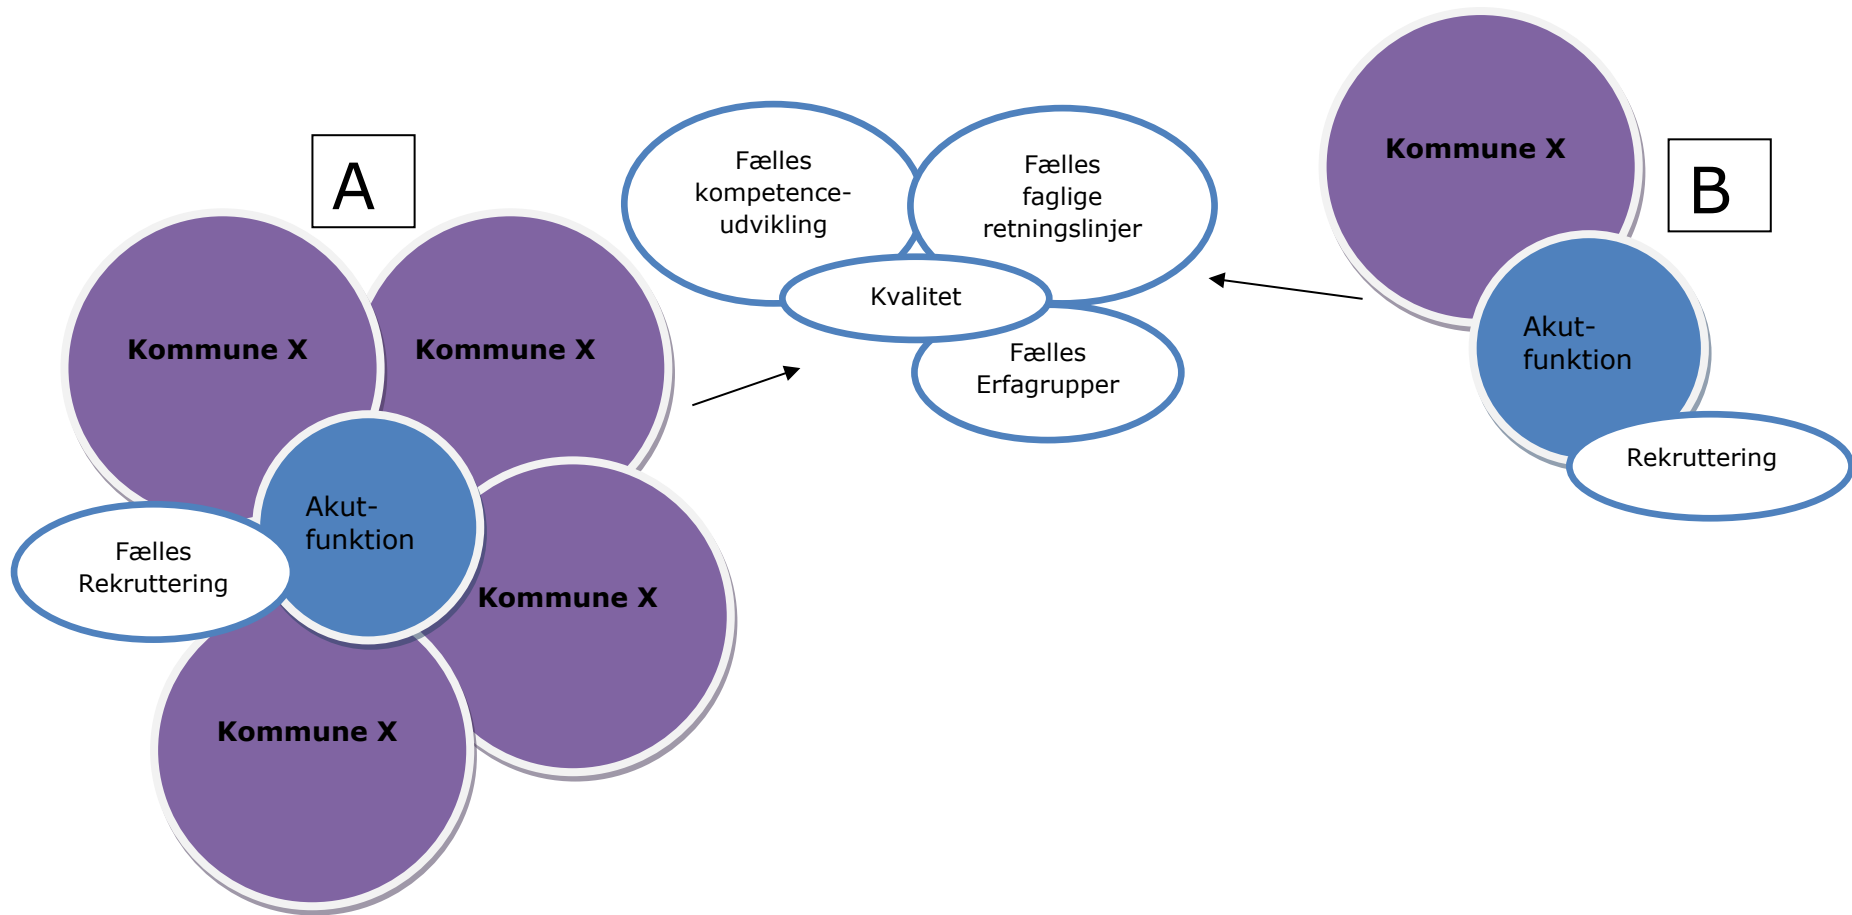 A
Kommune X
Kommune X
Akut-
funktion
Fælles
Rekruttering
Kommune X
Kommune X
Fælles
kompetence-
udvikling
Fælles
faglige
retningslinjer
Kvalitet
Fælles
Erfagrupper
Kommune X
B
Akut-
funktion
Rekruttering